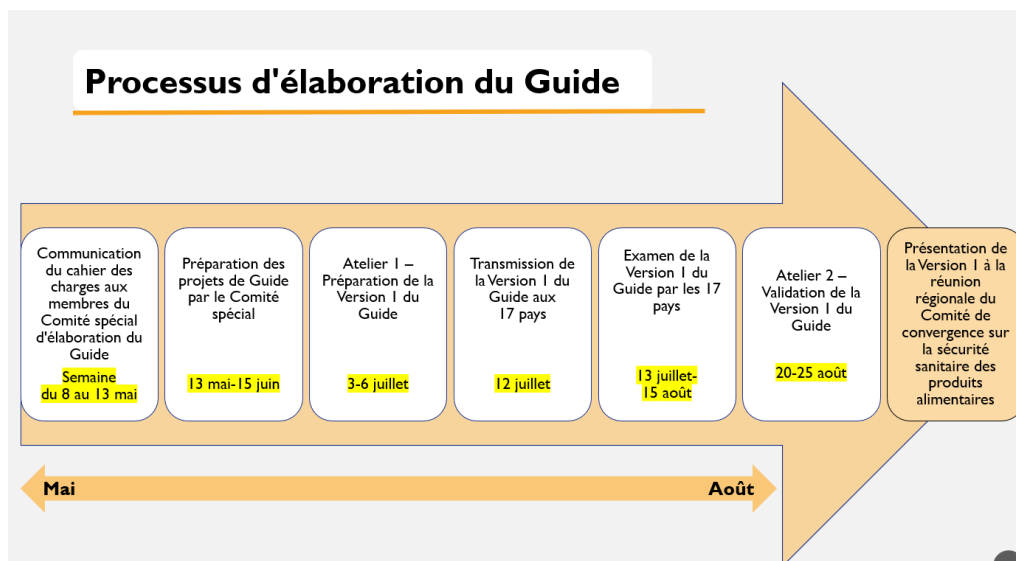 Processus d'élaboration du Guide
Communication
du cahier des
charges aux
membres du
Comité spécial
d'élaboration du
Guide
Semaine
du 8 au 13 mai
Préparation des
projets de Guide
par le Comité
spécial
13 mai-15 juin
Atelier 1 –
Préparation de la
Version 1 du
Guide
3-6 juillet
Transmission de
la Version 1 du
Guide aux
17 pays
12 juillet
Examen de la
Version 1 du
Guide par les 17
pays
13 juillet-
15 août
Atelier 2 –
Validation de la
Version 1 du
Guide
20-25 août
Présentation de
la Version 1 à la
réunion
régionale du
Comité de
convergence sur
la sécurité
sanitaire des
produits
alimentaires
Mai
Août